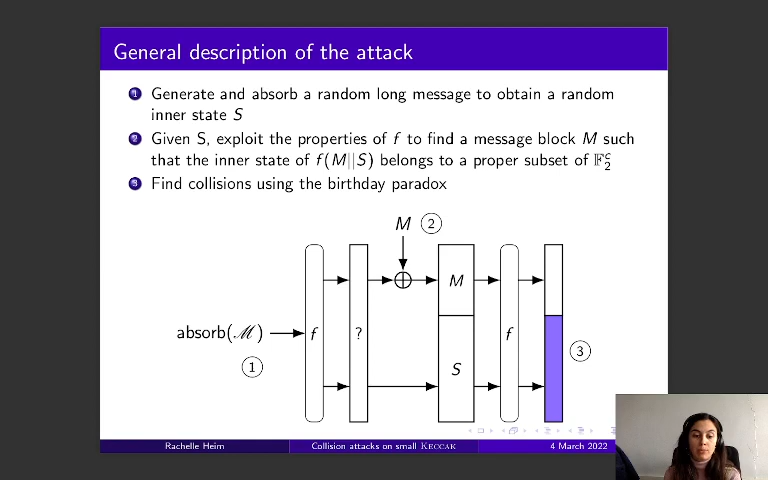 General description of the attack
1 Generate and absorb a random long message to obtain a random
inner state S
2 Given S, exploit the properties of f to find a message block M such
that the inner state of f(M||S) belongs to a proper subset of 𝔽₂ᶜ
3 Find collisions using the birthday paradox
M 2
M
absorb(ℳ) f ? f
1 S 3
Rachelle Heim Collision attacks on small KECCAK 4 March 2022